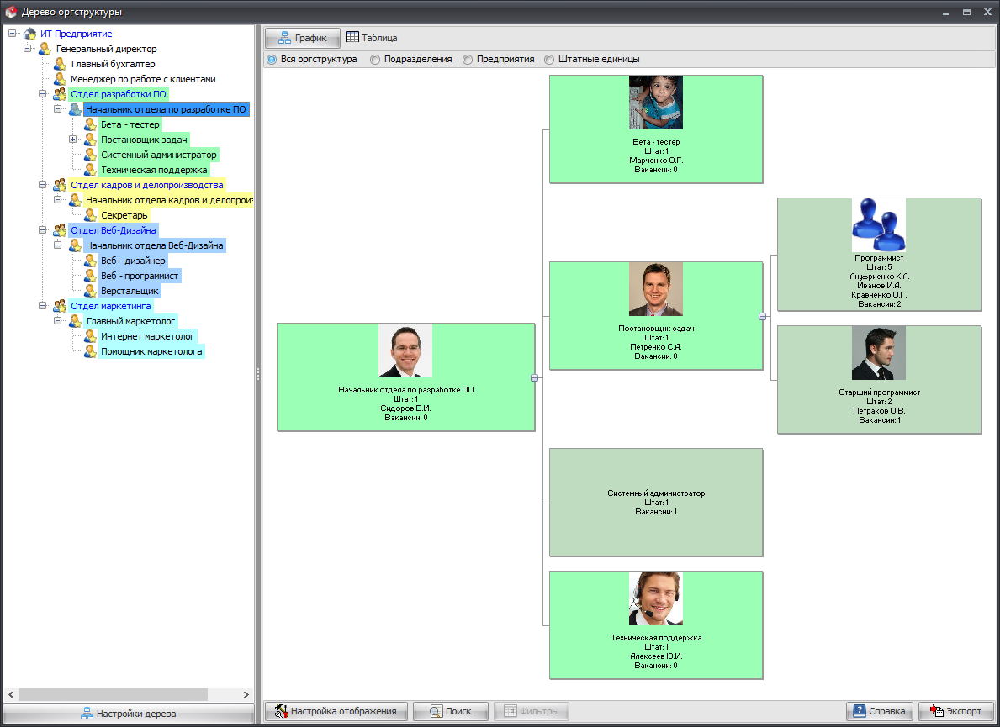 Дерево оргструктуры
ИТ-Предприятие
Генеральный директор
Главный бухгалтер
Менеджер по работе с клиентами
Отдел разработки ПО
Начальник отдела по разработке ПО
Бета - тестер
Постановщик задач
Системный администратор
Техническая поддержка
Отдел кадров и делопроизводства
Начальник отдела кадров и делопроиз
Секретарь
Отдел Веб-Дизайна
Начальник отдела Веб-Дизайна
Веб - дизайнер
Веб - программист
Верстальщик
Отдел маркетинга
Главный маркетолог
Интернет маркетолог
Помощник маркетолога
Настройки дерева
График
Таблица
Вся оргструктура
Подразделения
Предприятия
Штатные единицы
Начальник отдела по разработке ПО
Штат: 1
Сидоров В.И.
Вакансии: 0
Бета - тестер
Штат: 1
Марченко О.Г.
Вакансии: 0
Постановщик задач
Штат: 1
Петренко С.А.
Вакансии: 0
Программист
Штат: 5
Ануфриенко К.А.
Иванов И.А.
Кравченко О.Г.
Вакансии: 2
Старший программист
Штат: 2
Петраков О.В.
Вакансии: 1
Системный администратор
Штат: 1
Вакансии: 1
Техническая поддержка
Штат: 1
Алексеев Ю.И.
Вакансии: 0
Настройка отображения
Поиск
Фильтры
Справка
Экспорт